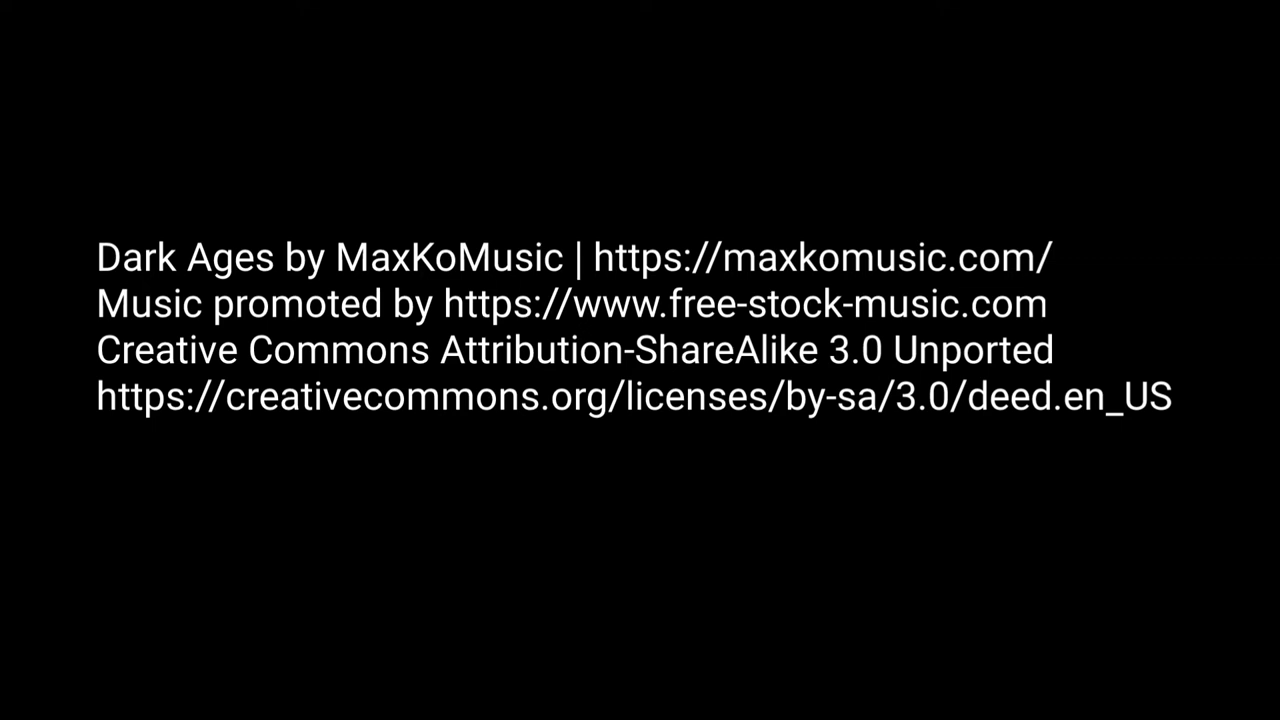 Dark Ages by MaxKoMusic | https://maxkomusic.com/
Music promoted by https://www.free-stock-music.com
Creative Commons Attribution-ShareAlike 3.0 Unported
https://creativecommons.org/licenses/by-sa/3.0/deed.en_US